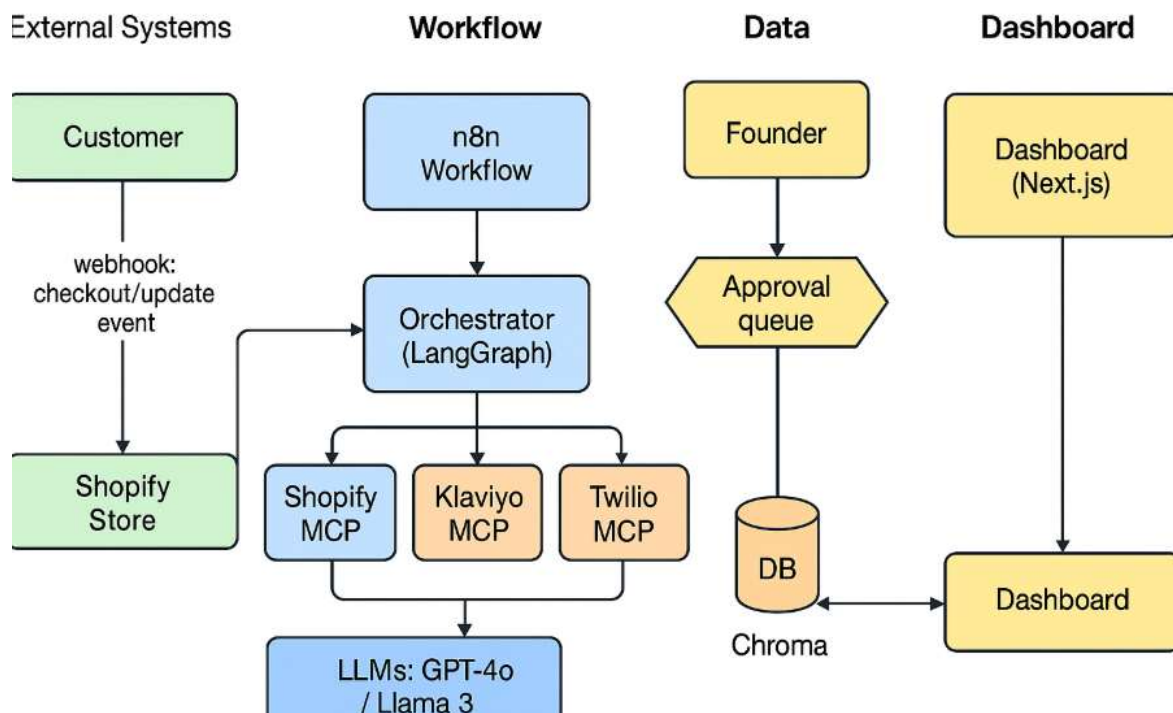 External Systems
Workflow
Data
Dashboard
Customer
n8n
Workflow
Founder
Dashboard
(Next.js)
webhook:
checkout/update
event
Orchestrator
(LangGraph)
Approval
queue
Shopify
Store
Shopify
MCP
Klaviyo
MCP
Twilio
MCP
DB
Chroma
Dashboard
LLMs: GPT-4o
/ Llama 3